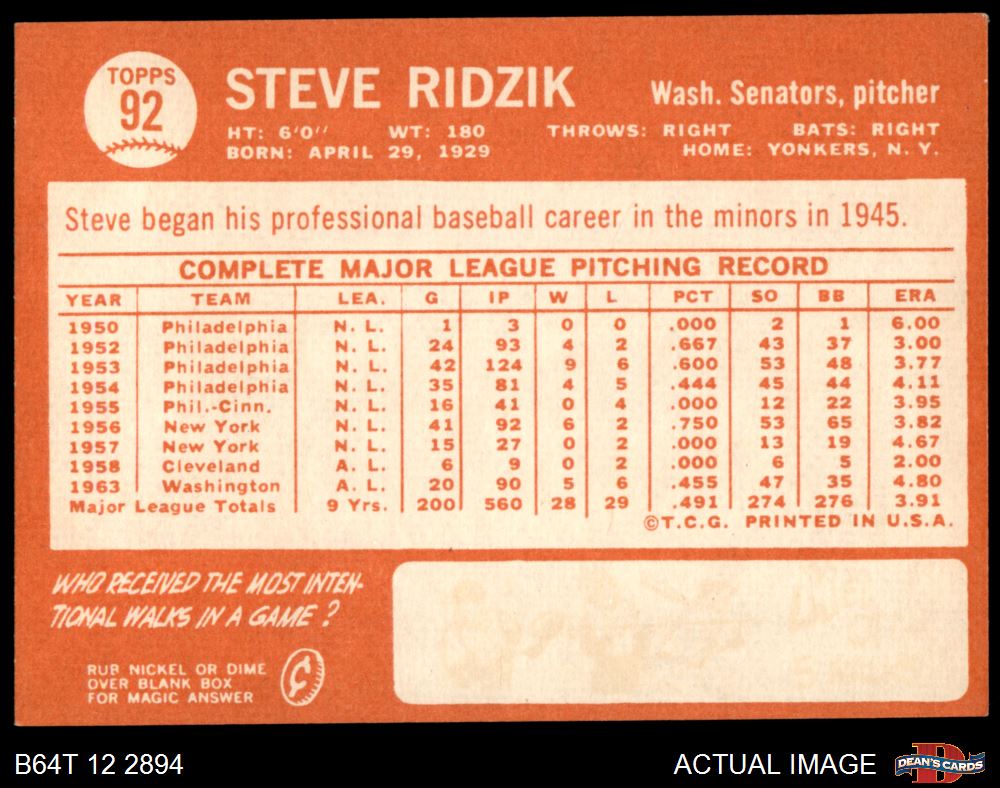 TOPPS
92
STEVE RIDZIK
Wash. Senators, pitcher
HT: 6'0" WT: 180 THROWS: RIGHT BATS: RIGHT
BORN: APRIL 29, 1929 HOME: YONKERS, N. Y.
Steve began his professional baseball career in the minors in 1945.
COMPLETE MAJOR LEAGUE PITCHING RECORD
YEAR TEAM LEA. G IP W L PCT SO BB ERA
1950 Philadelphia N. L. 1 3 0 0 .000 2 1 6.00
1952 Philadelphia N. L. 24 93 4 2 .667 43 37 3.00
1953 Philadelphia N. L. 42 124 9 6 .600 53 48 3.77
1954 Philadelphia N. L. 35 81 4 5 .444 45 44 4.11
1955 Phil.-Cinn. N. L. 16 41 0 4 .000 12 22 3.95
1956 New York N. L. 41 92 6 2 .750 53 65 3.82
1957 New York N. L. 15 27 0 2 .000 13 19 4.67
1958 Cleveland A. L. 6 9 0 2 .000 6 5 2.00
1963 Washington A. L. 20 90 5 6 .455 47 35 4.80
Major League Totals 9 Yrs. 200 560 28 29 .491 274 276 3.91
©T.C.G. PRINTED IN U.S.A.
WHO RECEIVED THE MOST INTEN-
TIONAL WALKS IN A GAME ?
RUB NICKEL OR DIME
OVER BLANK BOX
FOR MAGIC ANSWER
¢
B64T 12 2894
ACTUAL IMAGE
D
DEAN'S CARDS